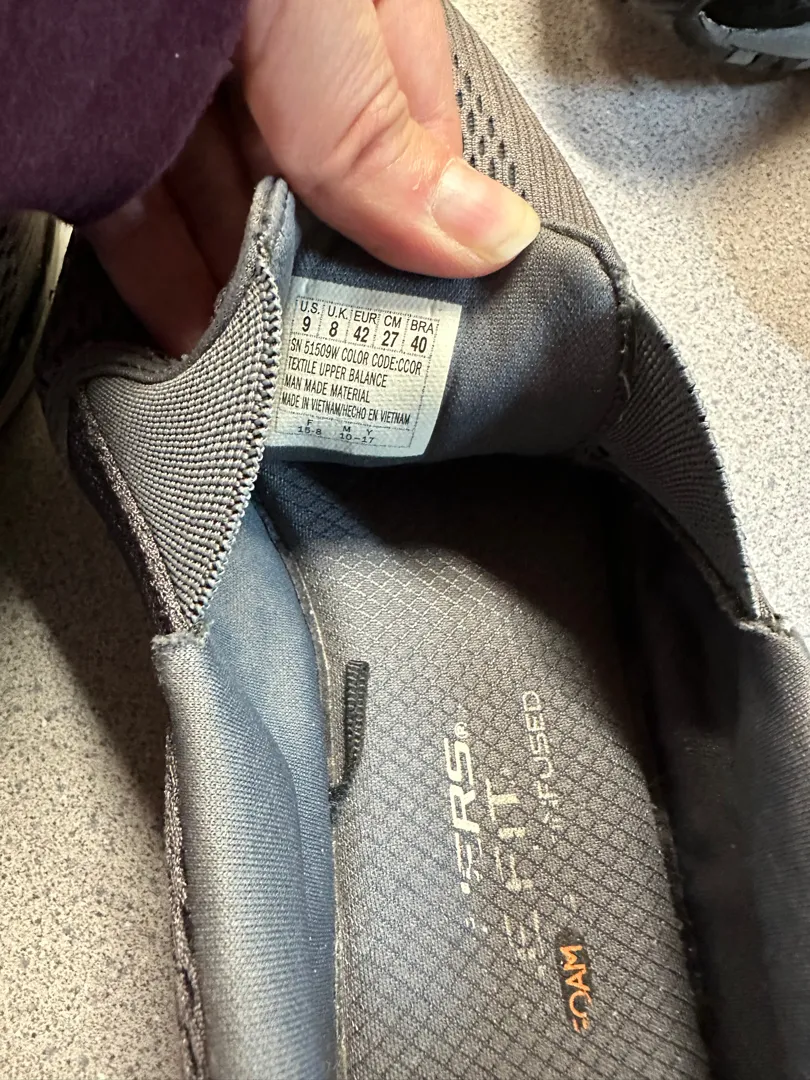 U.S. U.K. EUR CM BRA
9 8 42 27 40
SN 51509W COLOR CODE:CCOR
TEXTILE UPPER BALANCE
MAN MADE MATERIAL
MADE IN VIETNAM/HECHO EN VIETNAM
F M Y
15-8 10-17
FIT
FOAM